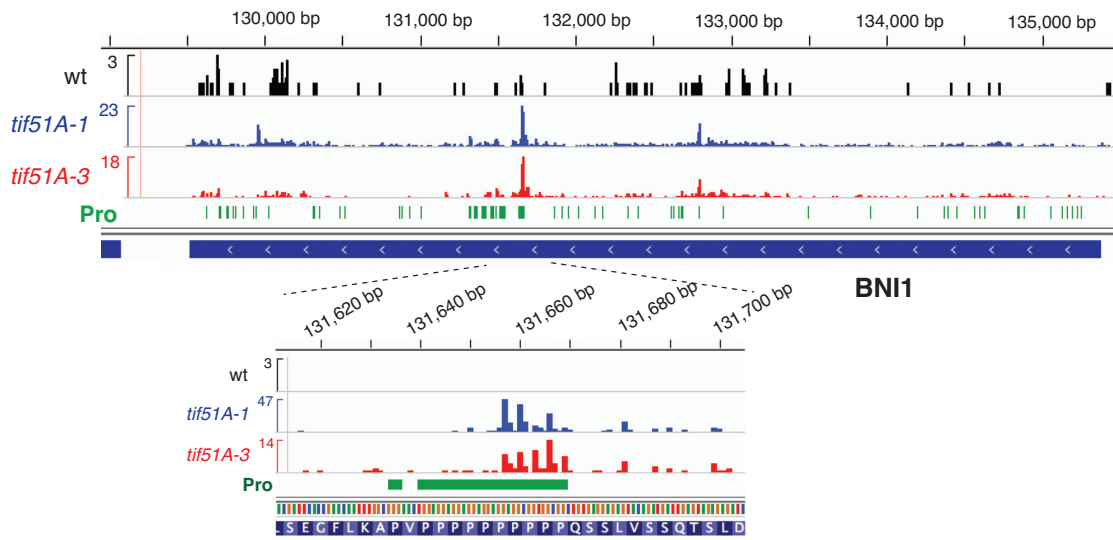 130,000 bp 131,000 bp 132,000 bp 133,000 bp 134,000 bp 135,000 bp
wt 3
tif51A-1 23
tif51A-3 18
Pro
BNI1
131,620 bp 131,640 bp 131,660 bp 131,680 bp 131,700 bp
wt 3
tif51A-1 47
tif51A-3 14
Pro
L S E G F L K A P V P P P P P P P P P P Q S S L V S S Q T S L D